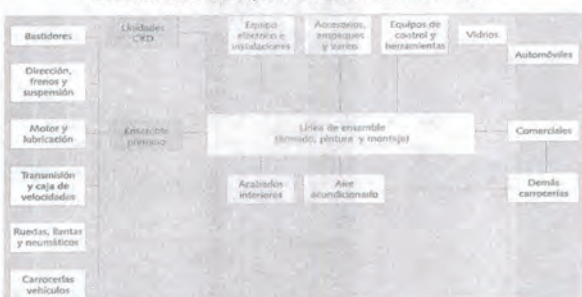 Bastidores
Unidades
CKD
Equipo
eléctrico e
instalaciones
Accesorios,
empaques
y varios
Equipos de
control y
herramientas
Vidrios
Automóviles
Dirección,
frenos y
suspensión
Motor y
lubricación
Ensamble
primario
Línea de ensamble
(armado, pintura y montaje)
Comerciales
Transmisión
y caja de
velocidades
Acabados
interiores
Aire
acondicionado
Demás
carrocerías
Ruedas, llantas
y neumáticos
Carrocerías
vehículos